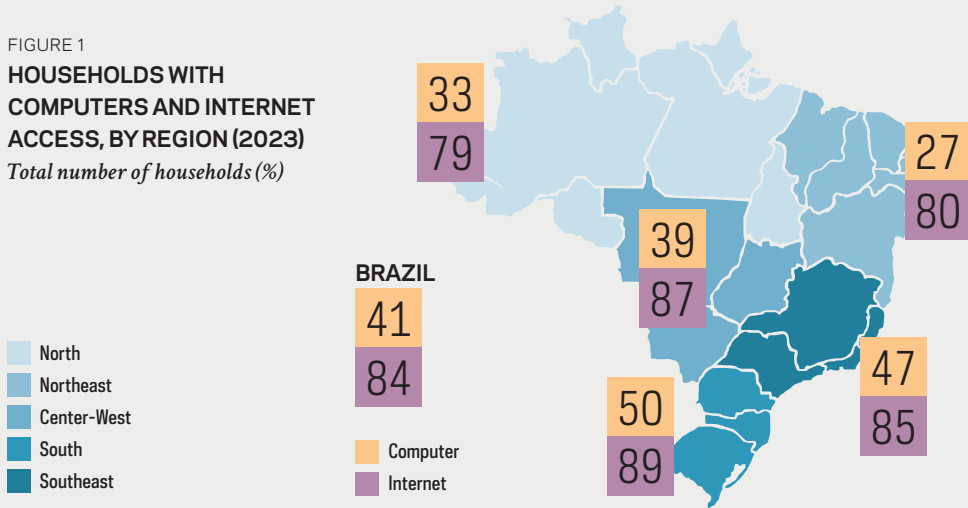 FIGURE 1
HOUSEHOLDS WITH
COMPUTERS AND INTERNET
ACCESS, BY REGION (2023)
Total number of households (%)
33
79
27
80
39
87
BRAZIL
41
84
47
85
50
89
North
Northeast
Center-West
South
Southeast
Computer
Internet